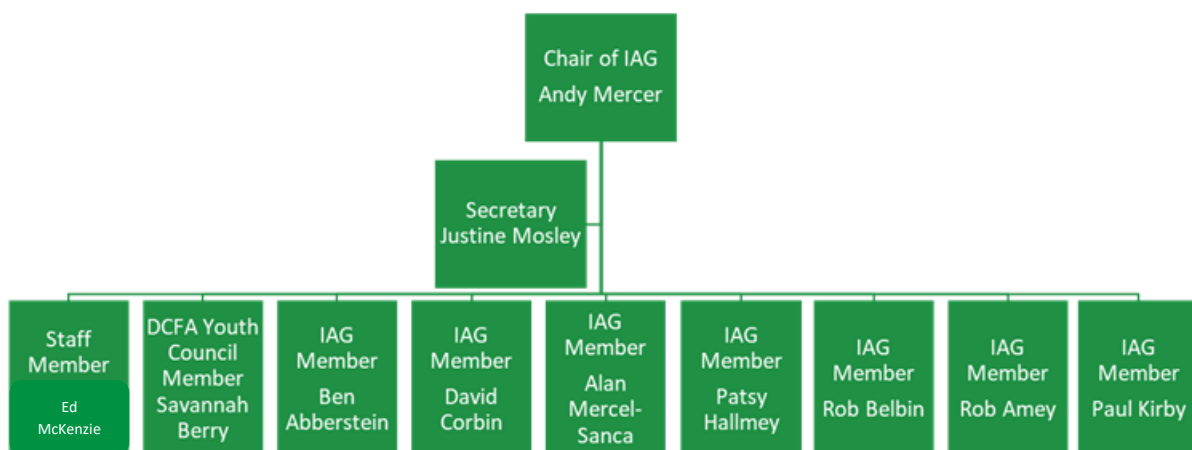 Chair of IAG
Andy Mercer
Secretary
Justine Mosley
Staff
Member
Ed
McKenzie
DCFA Youth
Council
Member
Savannah
Berry
IAG
Member
Ben
Abberstein
IAG
Member
David
Corbin
IAG
Member
Alan
Mercel-
Sanca
IAG
Member
Patsy
Hallmey
IAG
Member
Rob Belbin
IAG
Member
Rob Amey
IAG
Member
Paul Kirby